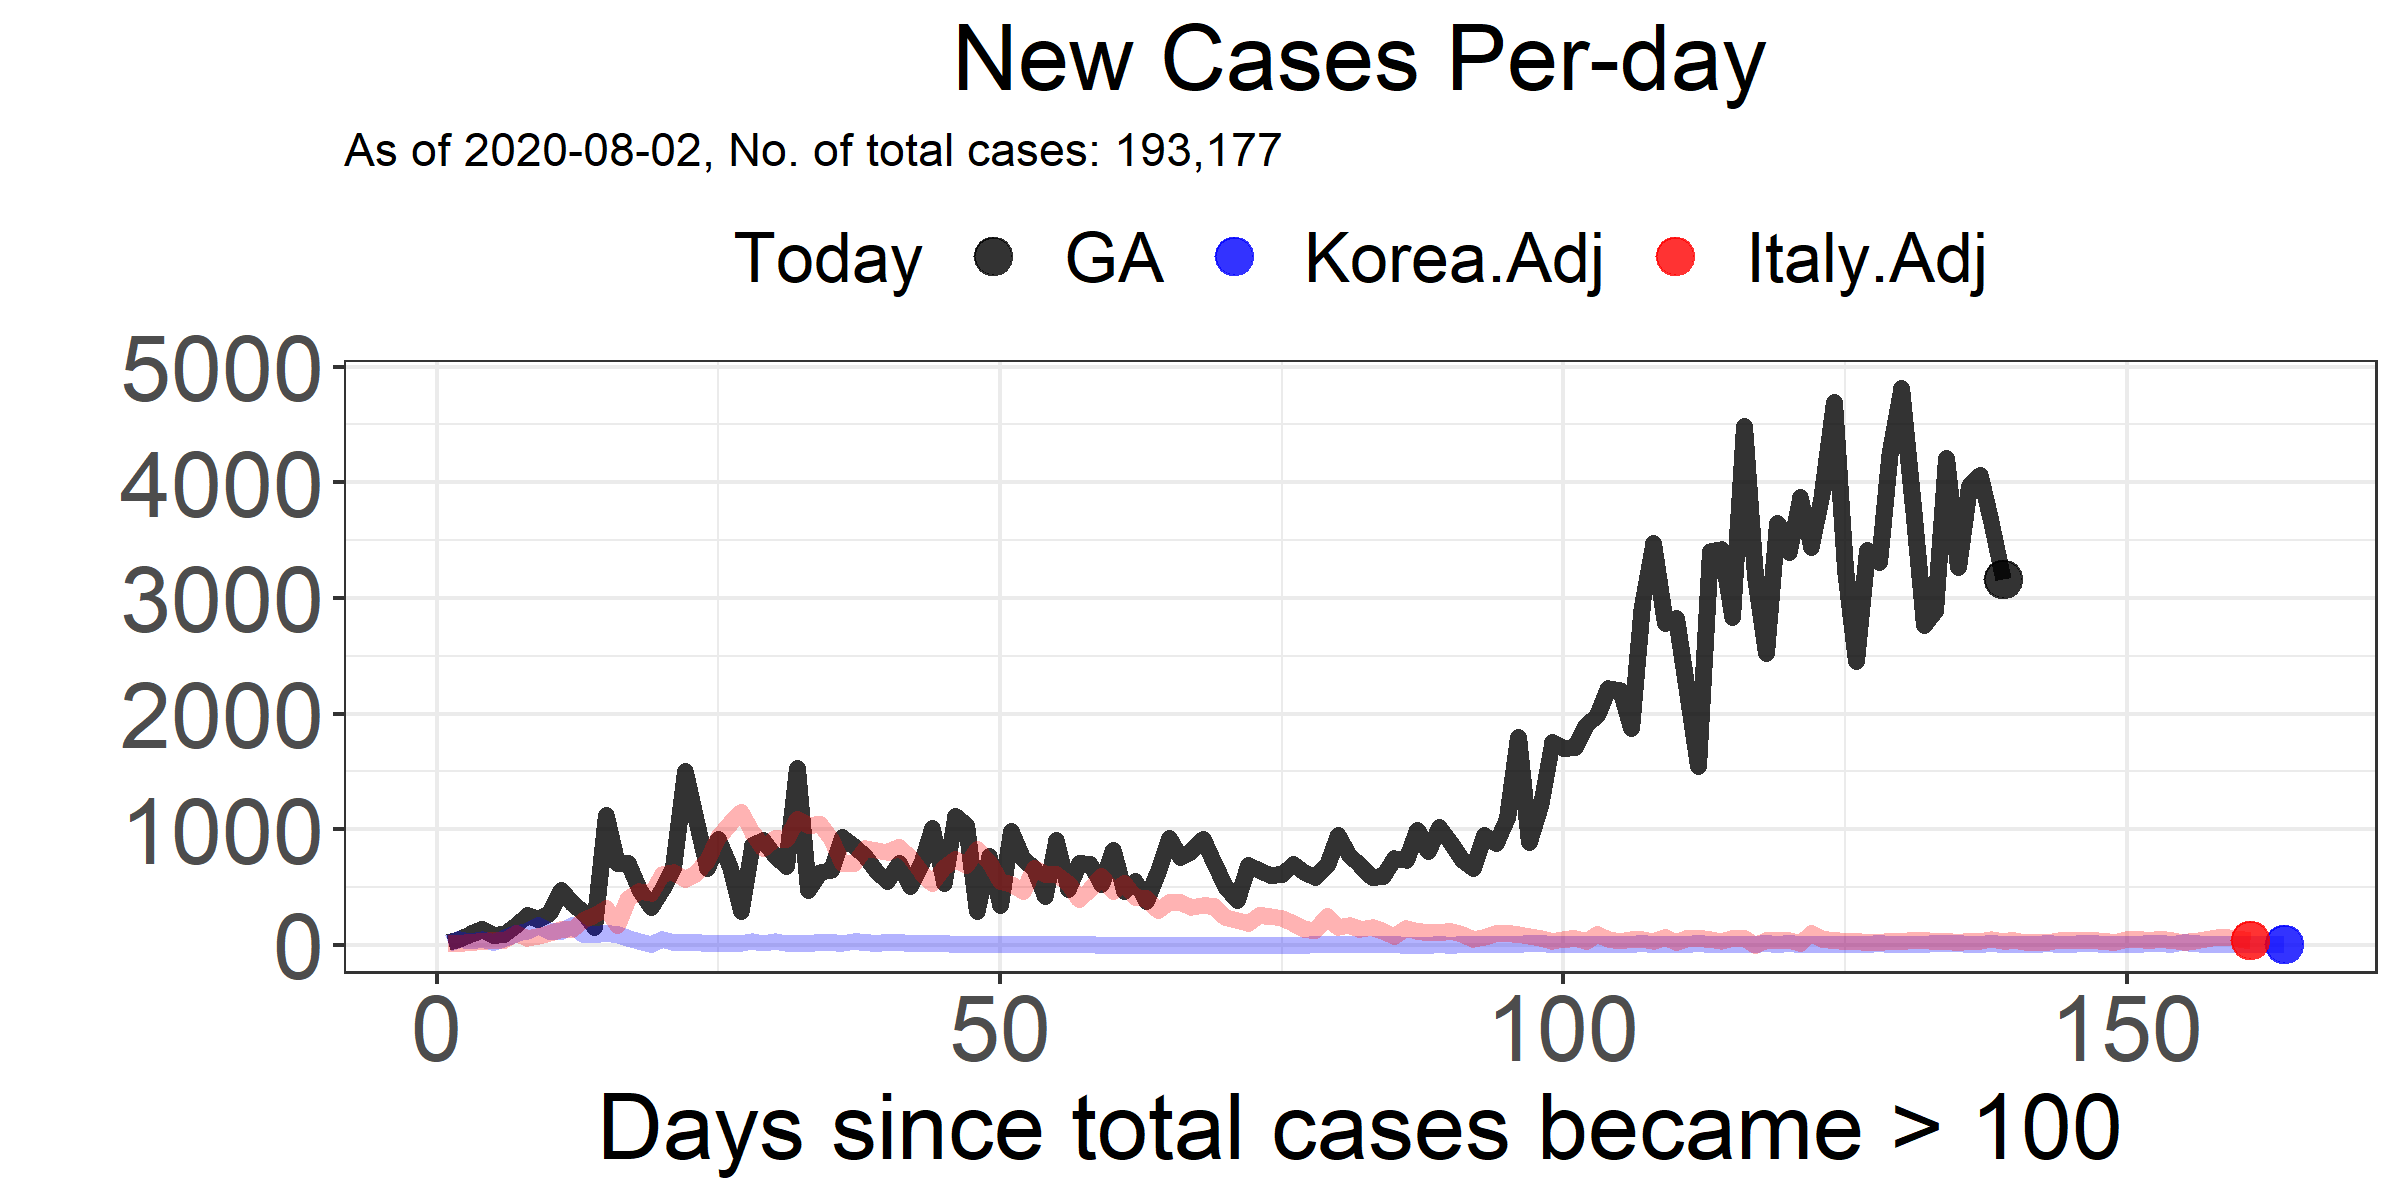 New Cases Per-day
As of 2020-08-02, No. of total cases: 193,177
Today GA Korea.Adj Italy.Adj
5000
4000
3000
2000
1000
0
0 50 100 150
Days since total cases became > 100